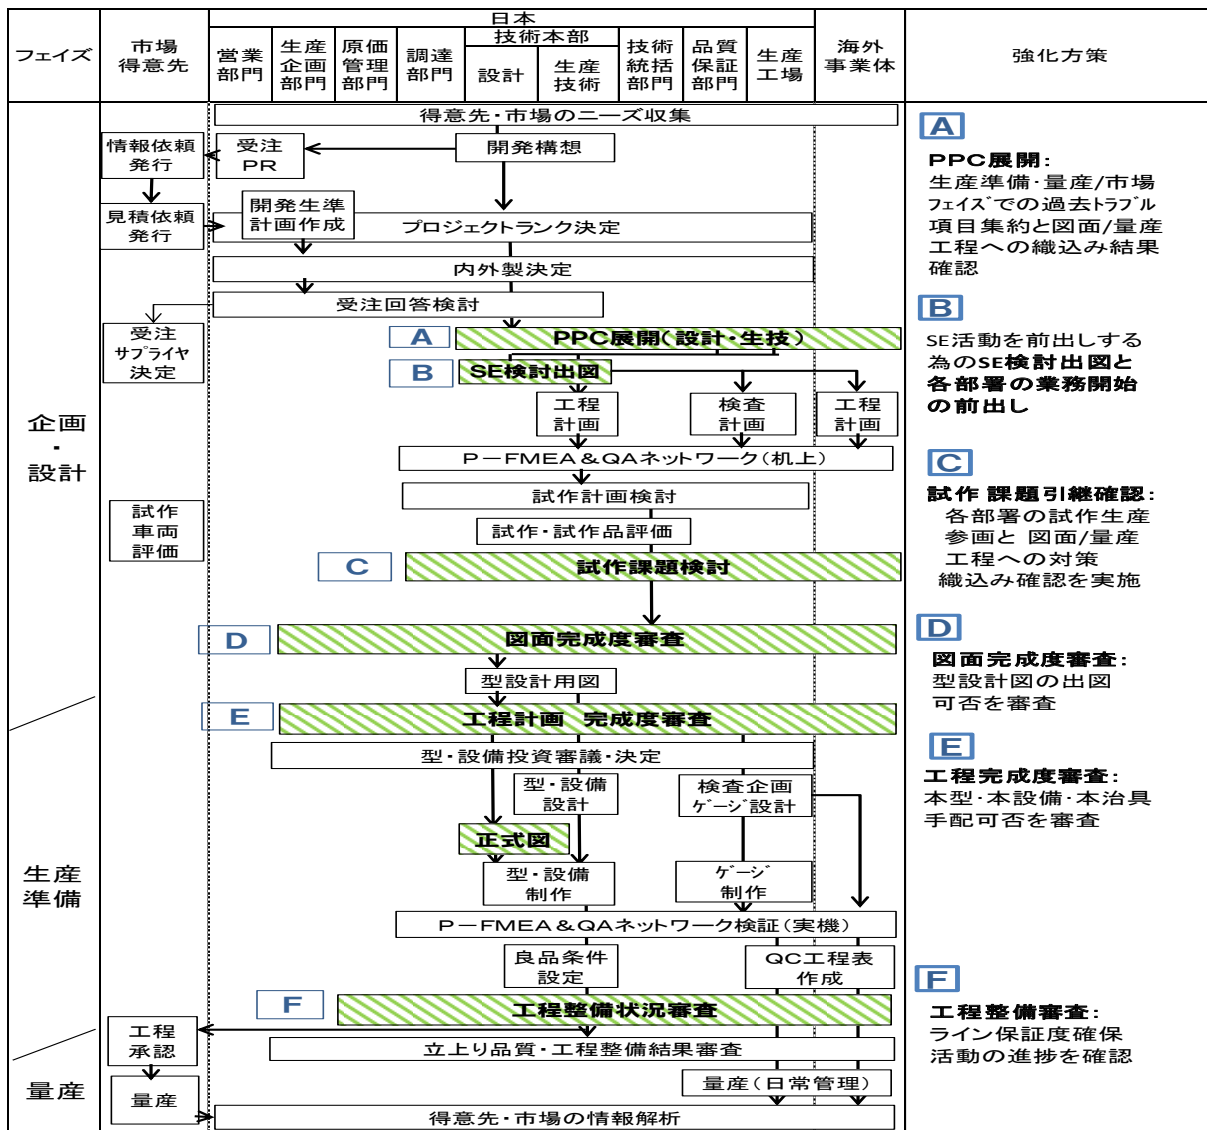 日本
フェイズ
市場
得意先
営業
部門
生産
企画
部門
原価
管理
部門
調達
部門
技術本部
設計
生産
技術
技術
統括
部門
品質
保証
部門
生産
工場
海外
事業体
強化方策
得意先・市場のニーズ収集
情報依頼
発行
受注
PR
開発構想
見積依頼
発行
開発生準
計画作成
プロジェクトランク決定
内外製決定
受注回答検討
受注
サプライヤ
決定
A
PPC展開(設計・生技)
B
SE検討出図
工程
計画
検査
計画
工程
計画
企画
・
設計
P－FMEA＆QAネットワーク(机上)
試作計画検討
試作
車両
評価
試作・試作品評価
C
試作課題検討
D
図面完成度審査
型設計用図
E
工程計画 完成度審査
型・設備投資審議・決定
型・設備
設計
検査企画
ゲージ設計
正式図
生産
準備
型・設備
制作
ゲージ
制作
P－FMEA＆QAネットワーク検証(実機)
良品条件
設定
QC工程表
作成
F
工程整備状況審査
工程
承認
立上り品質・工程整備結果審査
量産
量産
量産(日常管理)
得意先・市場の情報解析
A
PPC展開:
生産準備・量産/市場
フェイズでの過去トラブル
項目集約と図面/量産
工程への織込み結果
確認
B
SE活動を前出しする
為のSE検討出図と
各部署の業務開始
の前出し
C
試作 課題引継確認:
各部署の試作生産
参画と 図面/量産
工程への対策
織込み確認を実施
D
図面完成度審査:
型設計図の出図
可否を審査
E
工程完成度審査:
本型・本設備・本治具
手配可否を審査
F
工程整備審査:
ライン保証度確保
活動の進捗を確認